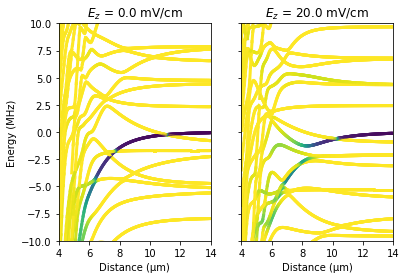 E_z = 0.0 mV/cm
E_z = 20.0 mV/cm
Energy (MHz)
10.0
7.5
5.0
2.5
0.0
−2.5
−5.0
−7.5
−10.0
4 6 8 10 12 14
4 6 8 10 12 14
Distance (μm)
Distance (μm)